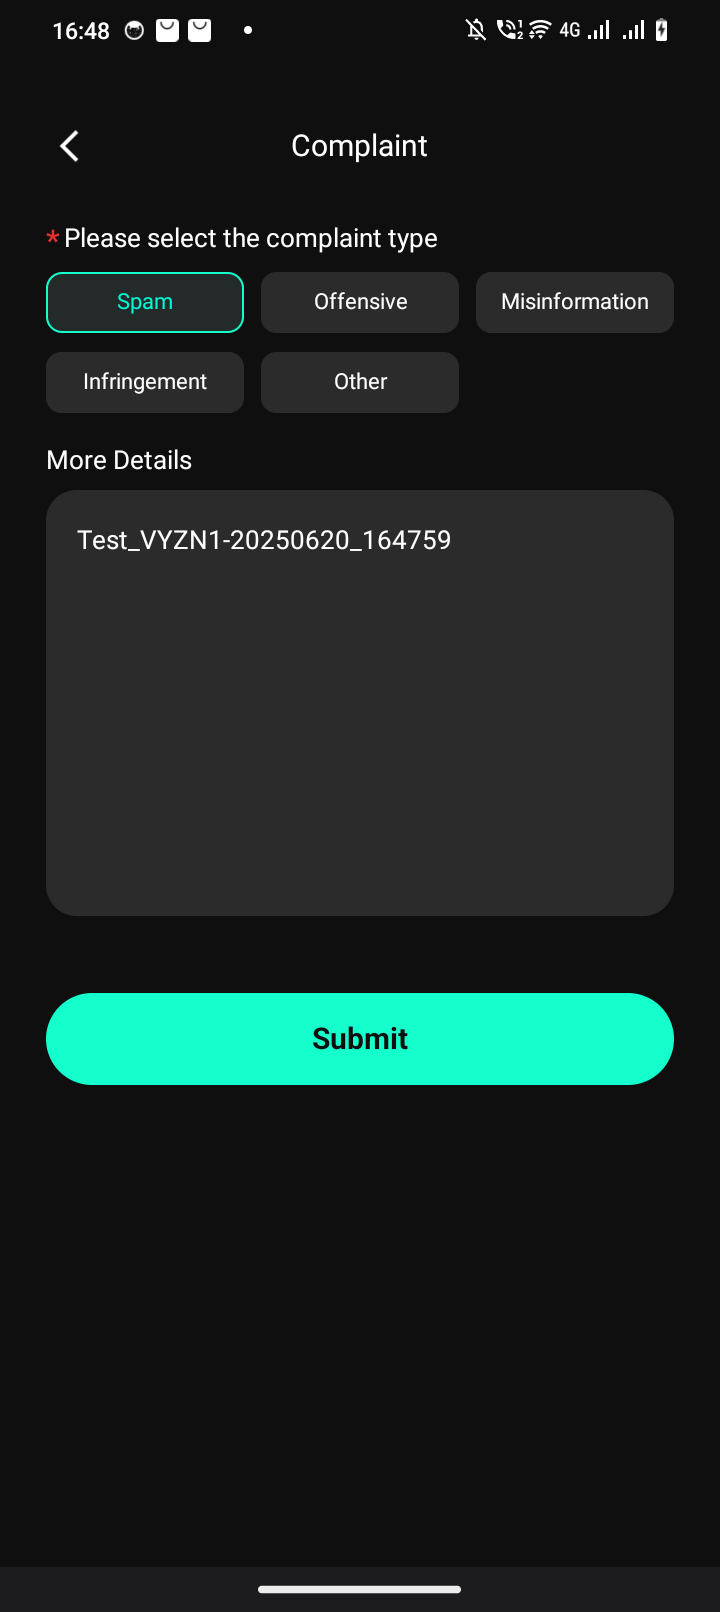 16:48
4G
Complaint
* Please select the complaint type
Spam
Offensive
Misinformation
Infringement
Other
More Details
Test_VYZN1-20250620_164759
Submit